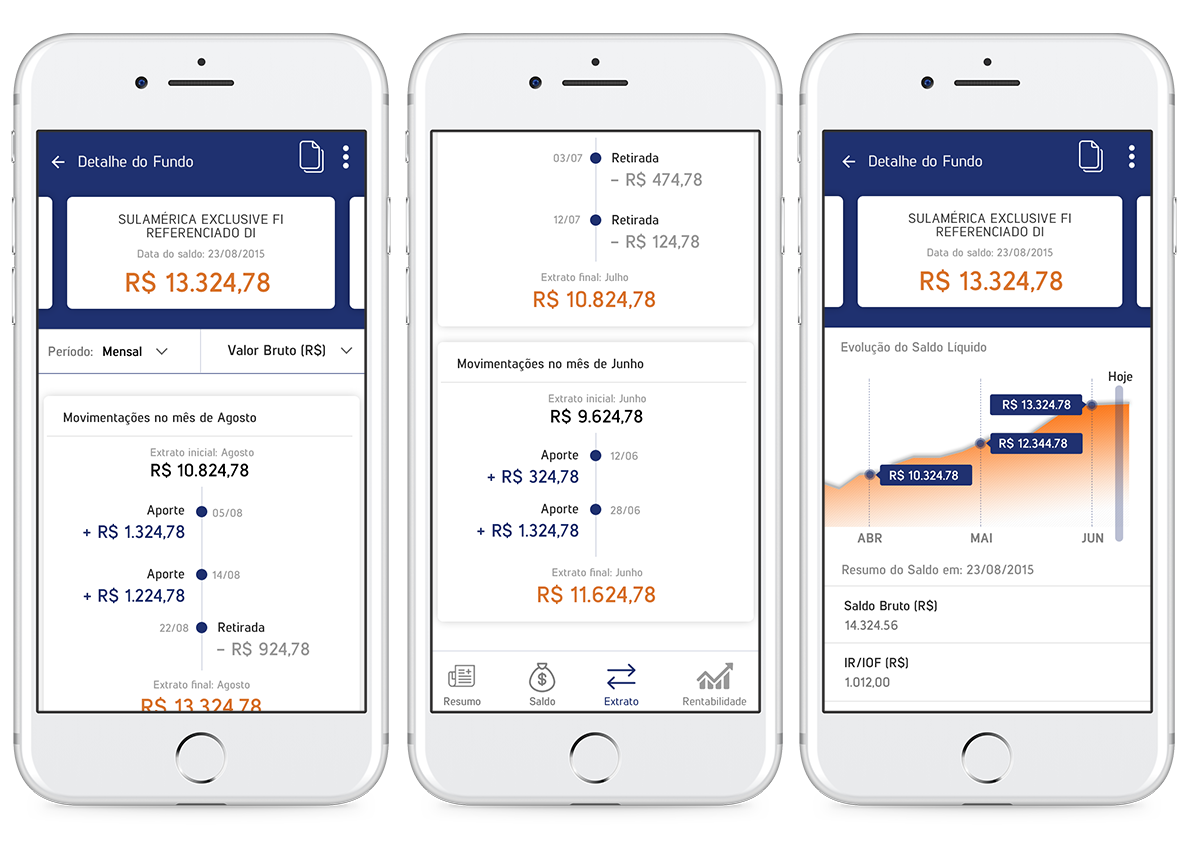 Detalhe do Fundo
SULAMÉRICA EXCLUSIVE FI
REFERENCIADO DI
Data do saldo: 23/08/2015
R$ 13.324,78
Período: Mensal
Valor Bruto (R$)
Movimentações no mês de Agosto
Extrato inicial: Agosto
R$ 10.824,78
Aporte 05/08
+ R$ 1.324,78
Aporte 14/08
+ R$ 1.224,78
22/08 Retirada
– R$ 924,78
Extrato final: Agosto
R$ 13.324,78
03/07 Retirada
– R$ 474,78
12/07 Retirada
– R$ 124,78
Extrato final: Julho
R$ 10.824,78
Movimentações no mês de Junho
Extrato inicial: Junho
R$ 9.624,78
Aporte 12/06
+ R$ 324,78
Aporte 28/06
+ R$ 1.324,78
Extrato final: Junho
R$ 11.624,78
Resumo Saldo Extrato Rentabilidade
Detalhe do Fundo
SULAMÉRICA EXCLUSIVE FI
REFERENCIADO DI
Data do saldo: 23/08/2015
R$ 13.324,78
Evolução do Saldo Líquido
Hoje
R$ 13.324.78
R$ 12.344.78
R$ 10.324.78
ABR MAI JUN
Resumo do Saldo em: 23/08/2015
Saldo Bruto (R$)
14.324.56
IR/IOF (R$)
1.012,00